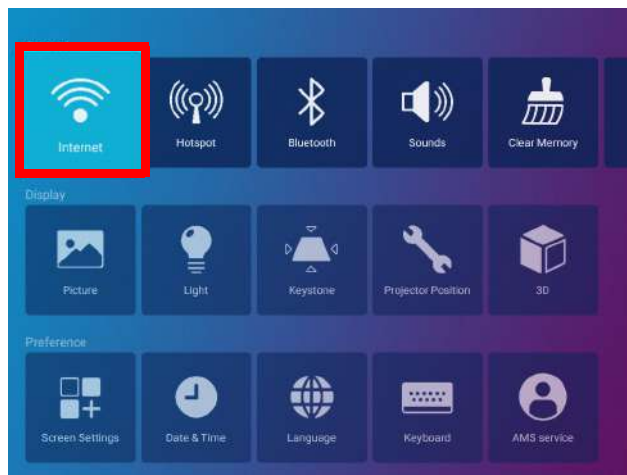 Internet
Hotspot
Bluetooth
Sounds
Clear Memory
Display
Picture
Light
Keystone
Projector Position
3D
Preference
Screen Settings
Date & Time
Language
Keyboard
AMS service